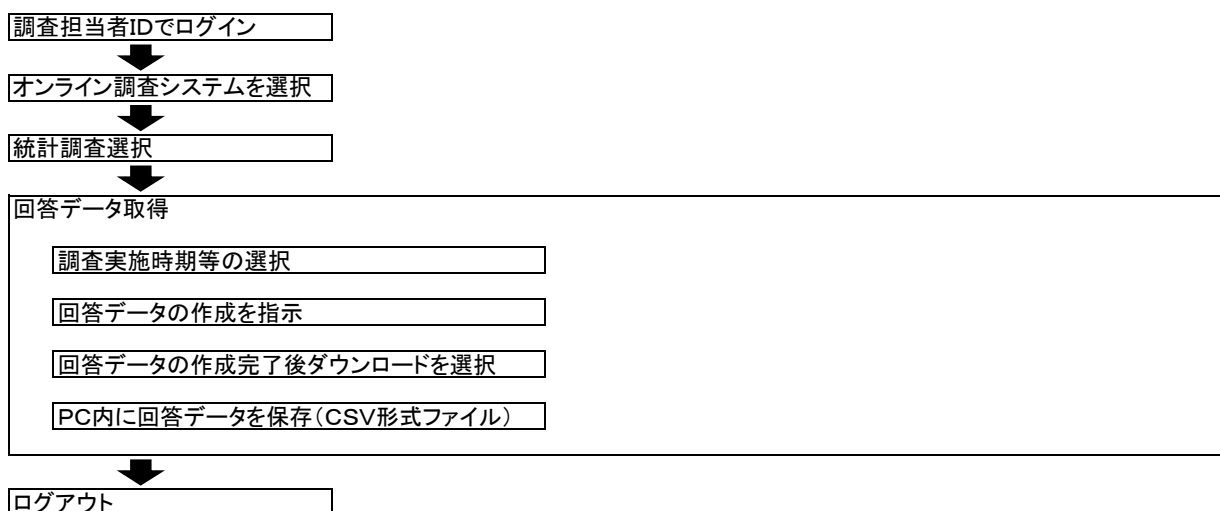 調査担当者IDでログイン
オンライン調査システムを選択
統計調査選択
回答データ取得
調査実施時期等の選択
回答データの作成を指示
回答データの作成完了後ダウンロードを選択
PC内に回答データを保存（CSV形式ファイル）
ログアウト